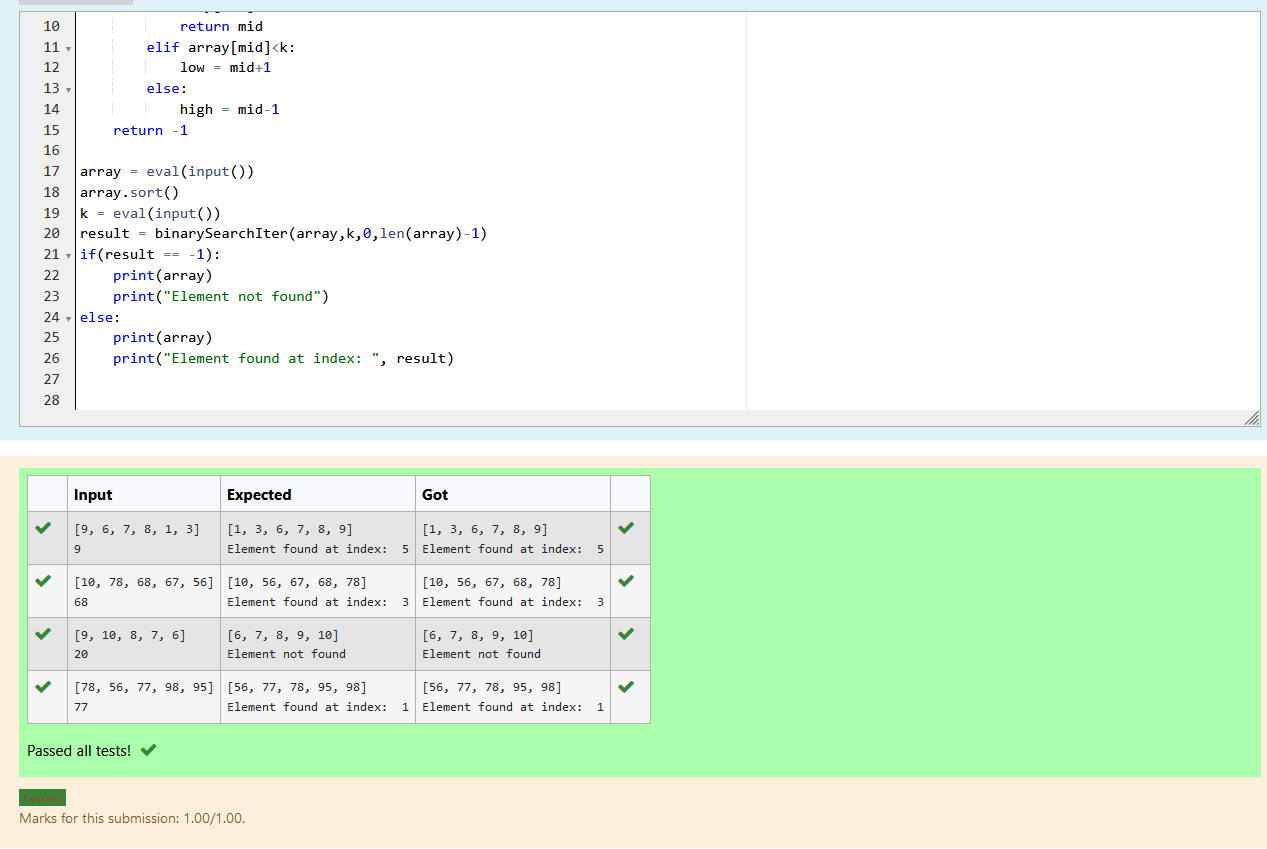 10 return mid
11 elif array[mid]<k:
12 low = mid+1
13 else:
14 high = mid-1
15 return -1
16
17 array = eval(input())
18 array.sort()
19 k = eval(input())
20 result = binarySearchIter(array,k,0,len(array)-1)
21 if(result == -1):
22 print(array)
23 print("Element not found")
24 else:
25 print(array)
26 print("Element found at index: ", result)
27
28
Input Expected Got
[9, 6, 7, 8, 1, 3] [1, 3, 6, 7, 8, 9] [1, 3, 6, 7, 8, 9]
9 Element found at index:  5 Element found at index:  5
[10, 78, 68, 67, 56] [10, 56, 67, 68, 78] [10, 56, 67, 68, 78]
68 Element found at index:  3 Element found at index:  3
[9, 10, 8, 7, 6] [6, 7, 8, 9, 10] [6, 7, 8, 9, 10]
20 Element not found Element not found
[78, 56, 77, 98, 95] [56, 77, 78, 95, 98] [56, 77, 78, 95, 98]
77 Element found at index:  1 Element found at index:  1
Passed all tests!
Marks for this submission: 1.00/1.00.